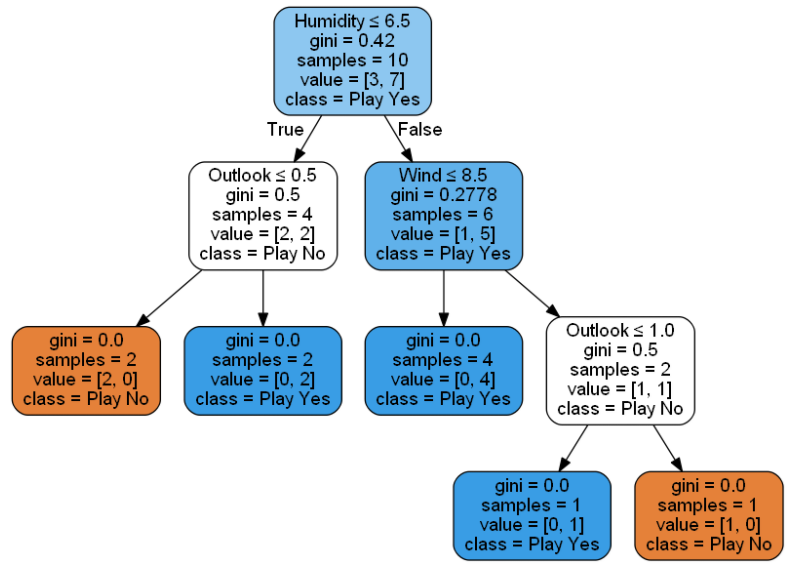 Humidity ≤ 6.5
gini = 0.42
samples = 10
value = [3, 7]
class = Play Yes
True
False
Outlook ≤ 0.5
gini = 0.5
samples = 4
value = [2, 2]
class = Play No
Wind ≤ 8.5
gini = 0.2778
samples = 6
value = [1, 5]
class = Play Yes
gini = 0.0
samples = 2
value = [2, 0]
class = Play No
gini = 0.0
samples = 2
value = [0, 2]
class = Play Yes
gini = 0.0
samples = 4
value = [0, 4]
class = Play Yes
Outlook ≤ 1.0
gini = 0.5
samples = 2
value = [1, 1]
class = Play No
gini = 0.0
samples = 1
value = [0, 1]
class = Play Yes
gini = 0.0
samples = 1
value = [1, 0]
class = Play No